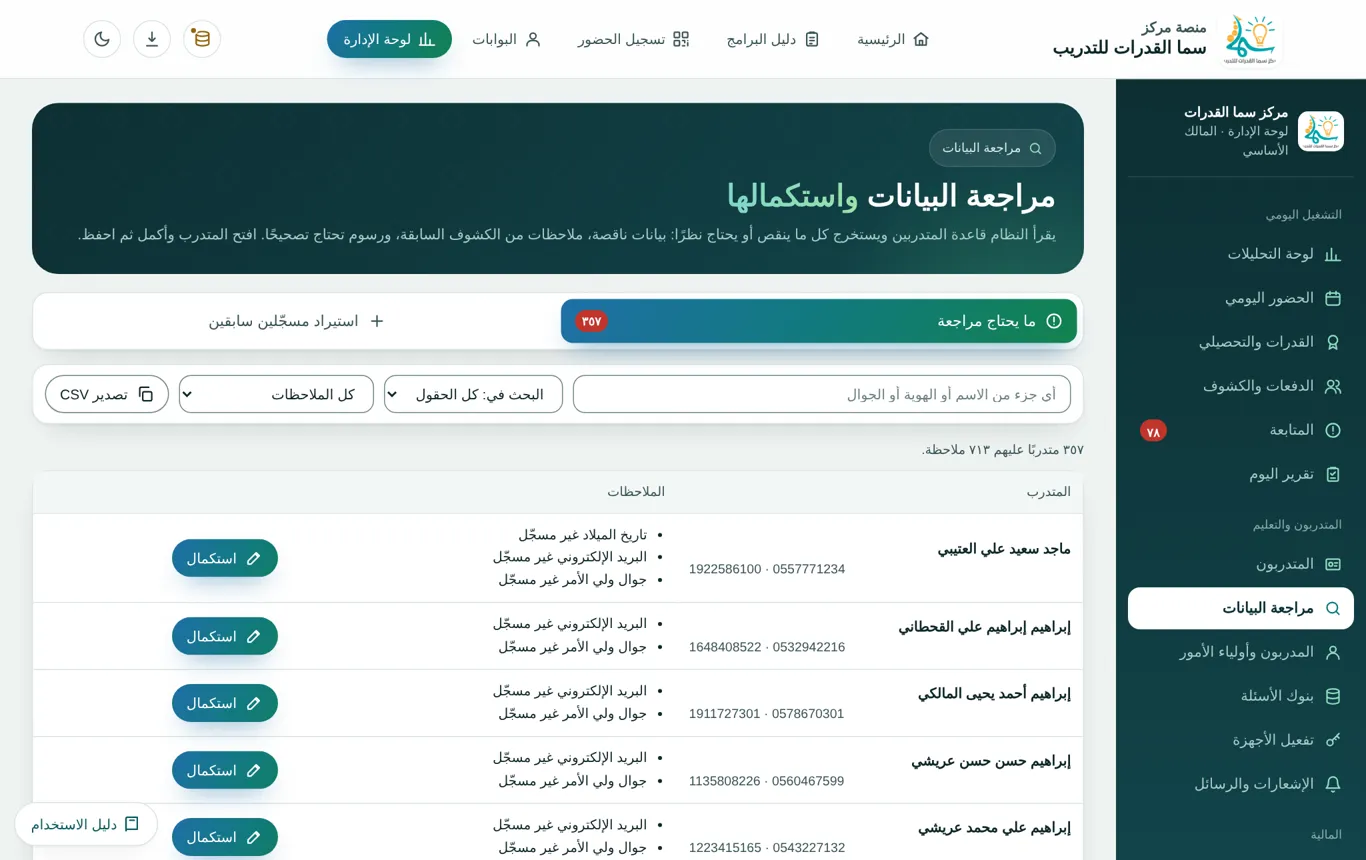 منصة مركز
سما القدرات للتدريب
الرئيسية
دليل البرامج
تسجيل الحضور
البوابات
لوحة الإدارة
مركز سما القدرات
لوحة الإدارة · المالك
الأساسي
التشغيل اليومي
لوحة التحليلات
الحضور اليومي
القدرات والتحصيلي
الدفعات والكشوف
المتابعة ٧٨
تقرير اليوم
المتدربون والتعليم
المتدربون
مراجعة البيانات
المدربون وأولياء الأمور
بنوك الأسئلة
تفعيل الأجهزة
الإشعارات والرسائل
المالية
مراجعة البيانات
مراجعة البيانات واستكمالها
يقرأ النظام قاعدة المتدربين ويستخرج كل ما ينقص أو يحتاج نظرًا: بيانات ناقصة، ملاحظات من الكشوف السابقة، ورسوم تحتاج تصحيحًا. افتح المتدرب وأكمل ثم احفظ.
ما يحتاج مراجعة ٣٥٧
استيراد مسجّلين سابقين
أي جزء من الاسم أو الهوية أو الجوال
البحث في: كل الحقول
كل الملاحظات
تصدير CSV
٣٥٧ متدربًا عليهم ٧١٣ ملاحظة.
المتدرب
الملاحظات
ماجد سعيد علي العتيبي
1922586100 · 0557771234
تاريخ الميلاد غير مسجّل
البريد الإلكتروني غير مسجّل
جوال ولي الأمر غير مسجّل
استكمال
إبراهيم إبراهيم علي القحطاني
1648408522 · 0532942216
البريد الإلكتروني غير مسجّل
جوال ولي الأمر غير مسجّل
استكمال
إبراهيم أحمد يحيى المالكي
1911727301 · 0578670301
البريد الإلكتروني غير مسجّل
جوال ولي الأمر غير مسجّل
استكمال
إبراهيم حسن حسن عريشي
1135808226 · 0560467599
البريد الإلكتروني غير مسجّل
جوال ولي الأمر غير مسجّل
استكمال
إبراهيم علي محمد عريشي
1223415165 · 0543227132
البريد الإلكتروني غير مسجّل
جوال ولي الأمر غير مسجّل
استكمال
دليل الاستخدام